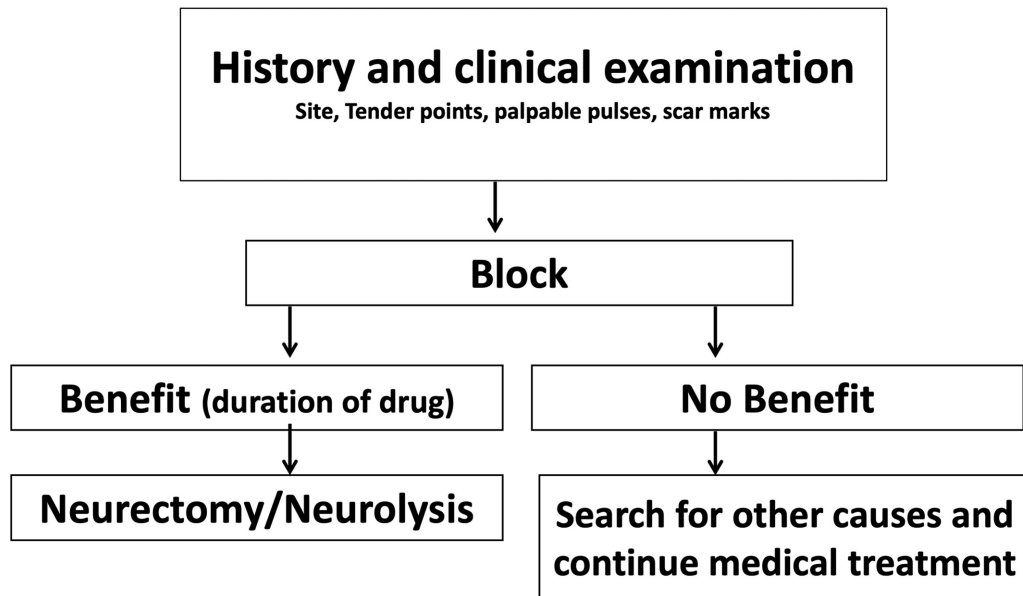 History and clinical examination
Site, Tender points, palpable pulses, scar marks
Block
Benefit (duration of drug)
No Benefit
Neurectomy/Neurolysis
Search for other causes and
continue medical treatment